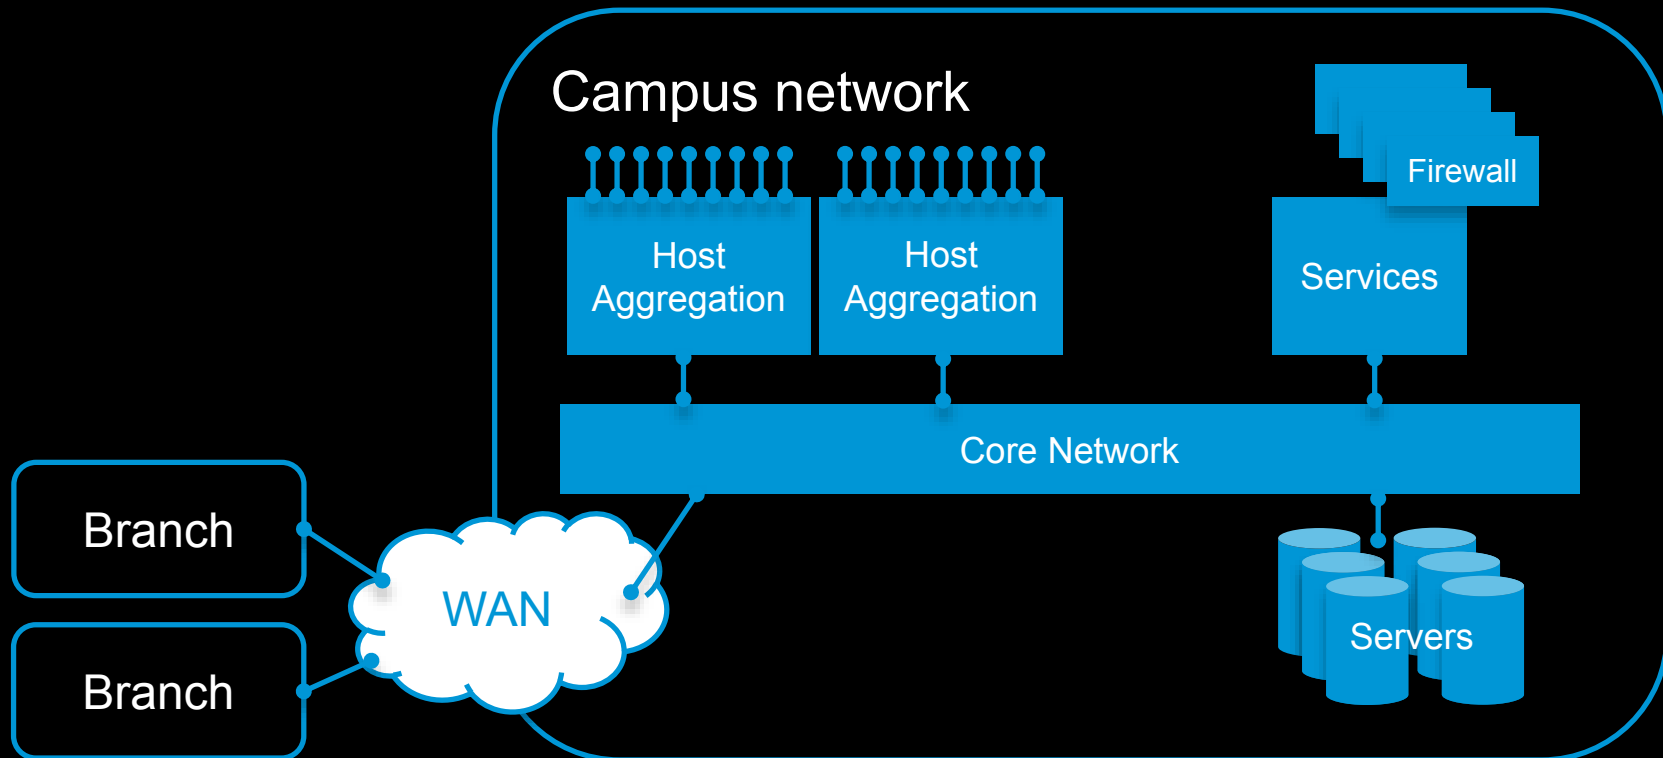 Campus network
Firewall
Host
Aggregation
Host
Aggregation
Services
Core Network
Branch
WAN
Servers
Branch